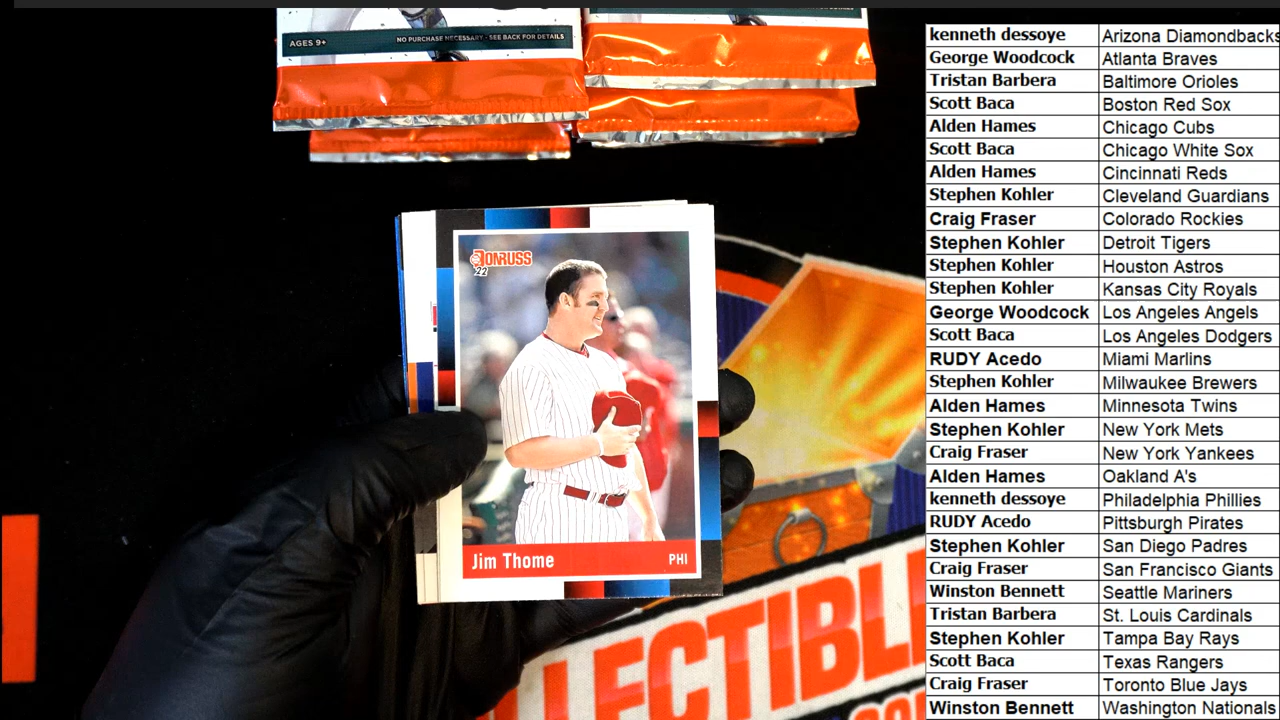 AGES 9+
NO PURCHASE NECESSARY - SEE BACK FOR DETAILS
DONRUSS
22
Jim Thome PHI
LECTIBL
kenneth dessoye Arizona Diamondbacks
George Woodcock Atlanta Braves
Tristan Barbera Baltimore Orioles
Scott Baca Boston Red Sox
Alden Hames Chicago Cubs
Scott Baca Chicago White Sox
Alden Hames Cincinnati Reds
Stephen Kohler Cleveland Guardians
Craig Fraser Colorado Rockies
Stephen Kohler Detroit Tigers
Stephen Kohler Houston Astros
Stephen Kohler Kansas City Royals
George Woodcock Los Angeles Angels
Scott Baca Los Angeles Dodgers
RUDY Acedo Miami Marlins
Stephen Kohler Milwaukee Brewers
Alden Hames Minnesota Twins
Stephen Kohler New York Mets
Craig Fraser New York Yankees
Alden Hames Oakland A's
kenneth dessoye Philadelphia Phillies
RUDY Acedo Pittsburgh Pirates
Stephen Kohler San Diego Padres
Craig Fraser San Francisco Giants
Winston Bennett Seattle Mariners
Tristan Barbera St. Louis Cardinals
Stephen Kohler Tampa Bay Rays
Scott Baca Texas Rangers
Craig Fraser Toronto Blue Jays
Winston Bennett Washington Nationals